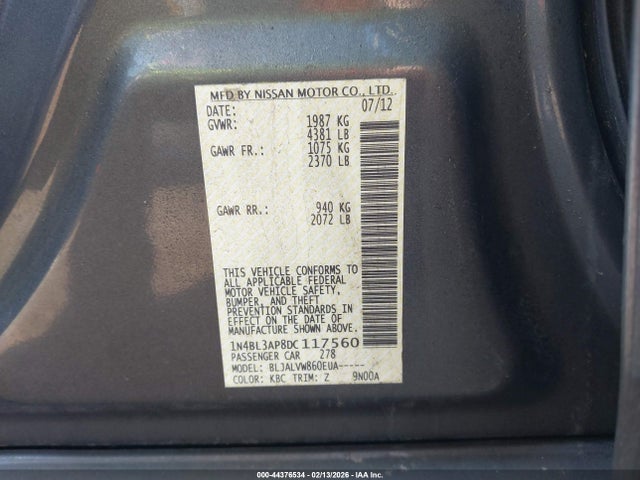 MFD BY NISSAN MOTOR CO., LTD.
DATE: 07/12
GVWR: 1987 KG
4381 LB
GAWR FR.: 1075 KG
2370 LB
GAWR RR.: 940 KG
2072 LB
THIS VEHICLE CONFORMS TO
ALL APPLICABLE FEDERAL
MOTOR VEHICLE SAFETY,
BUMPER, AND THEFT
PREVENTION STANDARDS IN
EFFECT ON THE DATE OF
MANUFACTURE SHOWN ABOVE.
1N4BL3AP8DC117560
PASSENGER CAR 278
MODEL: BLJALVW860EUA-----
COLOR: KBC TRIM: Z 9N00A
000-44376534 - 02/13/2026 - IAA Inc.